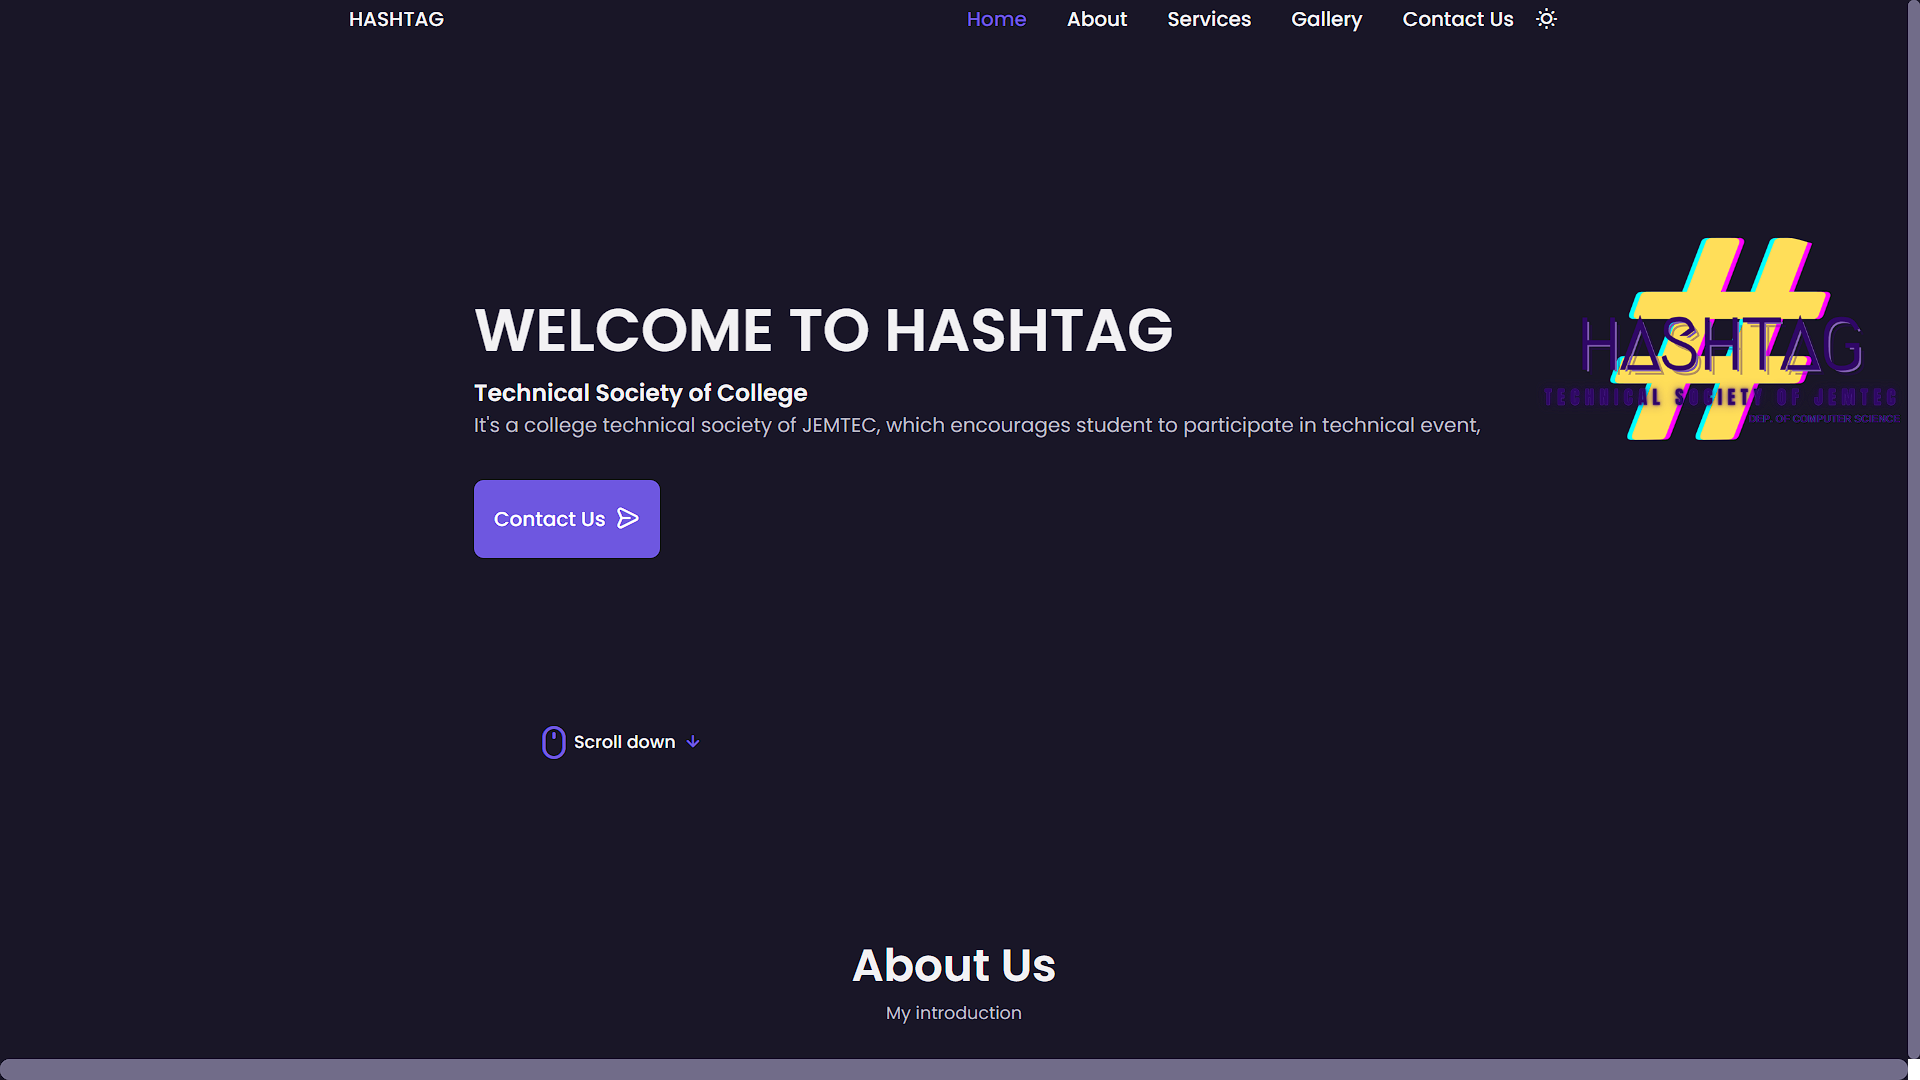 HASHTAG
Home About Services Gallery Contact Us
WELCOME TO HASHTAG
Technical Society of College
It's a college technical society of JEMTEC, which encourages student to participate in technical event,
Contact Us
HASHTAG
TECHNICAL SOCIETY OF JEMTEC
DEP. OF COMPUTER SCIENCE
Scroll down
About Us
My introduction